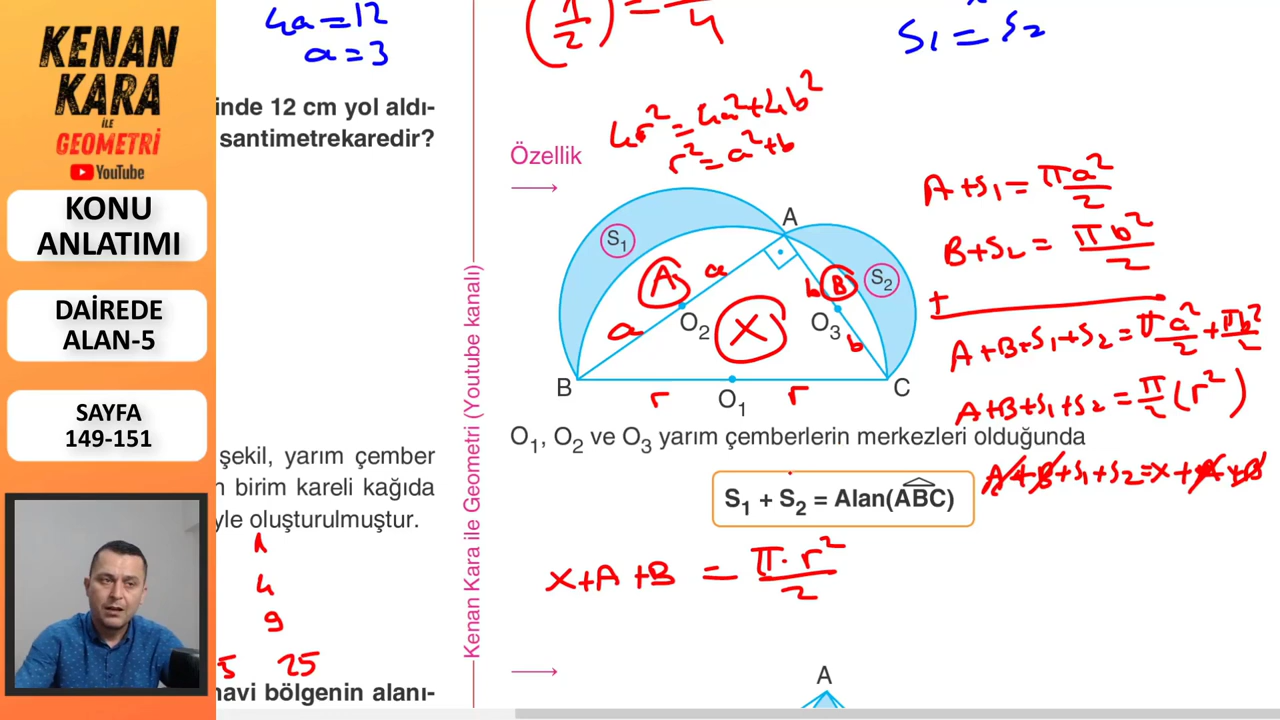 KENAN
KARA
İLE
GEOMETRİ
YouTube
KONU
ANLATIMI
DAİREDE
ALAN-5
SAYFA
149-151
4a=12
a=3
inde 12 cm yol aldı-
santimetrekaredir?
şekil, yarım çember
n birim kareli kağıda
yle oluşturulmuştur.
1
4
9
5 25
navi bölgenin alanı-
Kenan Kara ile Geometri (Youtube kanalı)
(1/2) = /4
S1 = S2
4r²=4a²+4b²
r²=a²+b
Özellik
A
S1
A
a
B
b
S2
a
O2
X
O3
b
B
r
O1
r
C
A+S1=πa²/2
B+S2=πb²/2
+
A+B+S1+S2=πa²/2+πb²/2
A+B+S1+S2=π/2(r²)
A+B+S1+S2=x+A+B
O1, O2 ve O3 yarım çemberlerin merkezleri olduğunda
S1 + S2 = Alan(ABC)
X+A+B = π.r²/2
A